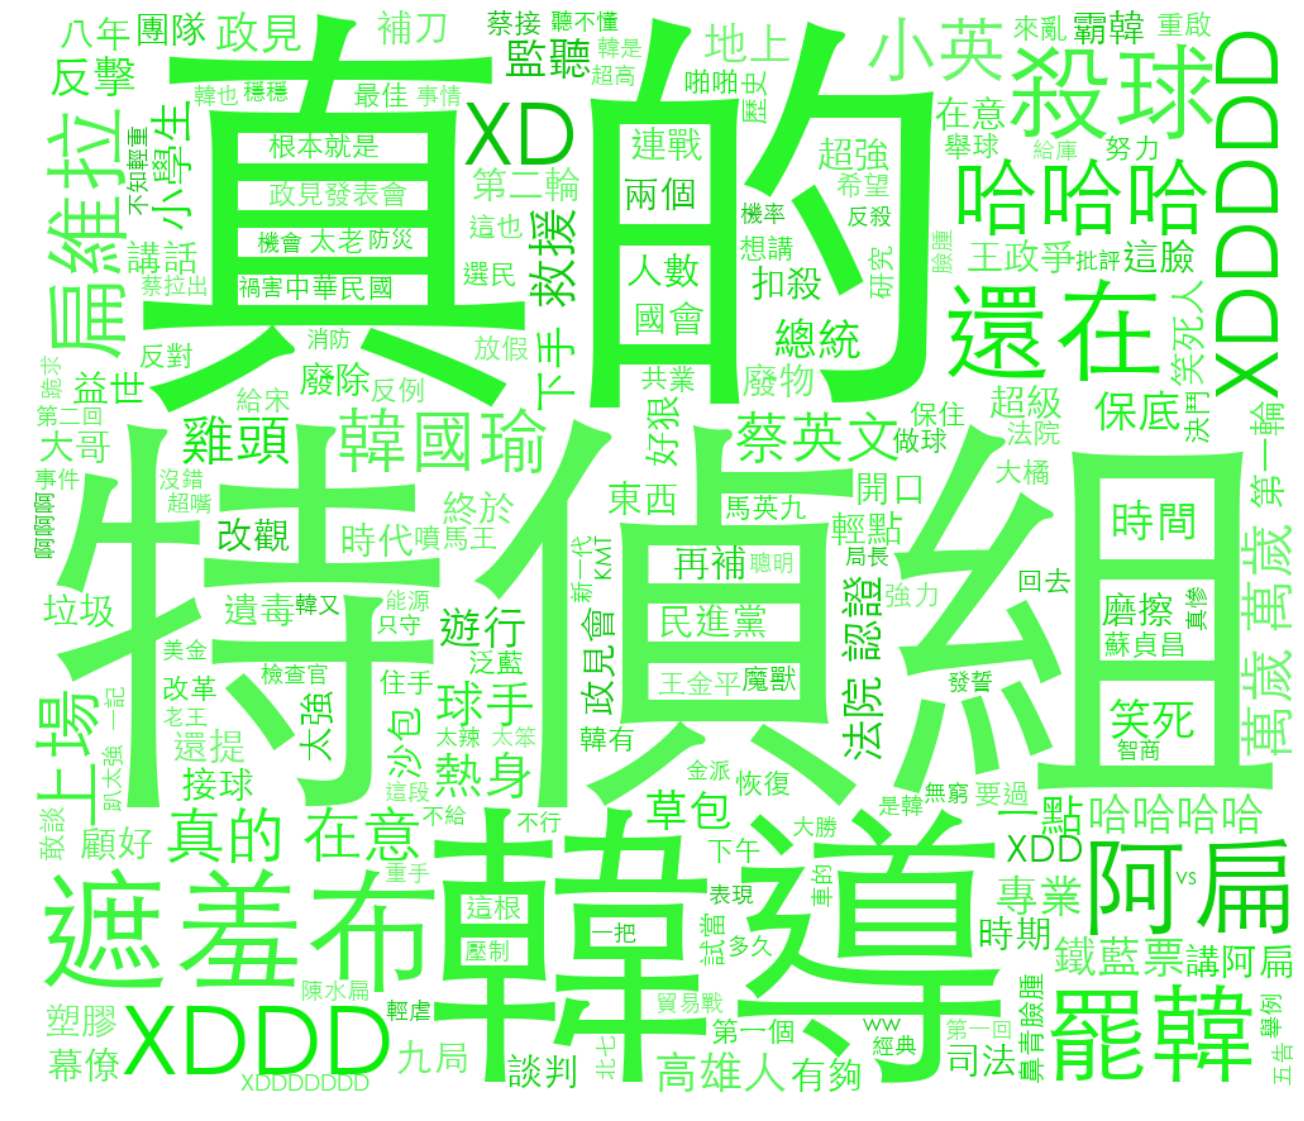 八年 團隊 政見 補刀 蔡接 聽不懂 地上 小英 來亂 霸韓 重啟
反擊 監聽 韓是 超高 殺球 XDDDDD
真的 韓也 穩穩 最佳 事情 XD 啪啪 歷史 在意
扁維拉 不知輕重 小學生 根本就是 連戰 超強 舉球 給庫 努力
政見發表會 第二輪 兩個 希望 哈哈哈
機會 太老 防災 這也 救援 機率 反殺
講話 選民 人數 想講 研究 臉腫 王政爭 批評 這臉
蔡拉出 禍害 中華民國 扣殺 還在 笑死人
國會 總統
反對 消防 放假 下手
跪求 益世 廢除 反例 共業 廢物 超級 保底 決鬥
第二回 給宋 好狠 保住 法院 第一輪
大哥 雞頭 韓國瑜 蔡英文 做球
特偵組 事件 沒錯 超嘴 終於 東西 馬英九 開口 大橘 時間
啊啊啊 改觀 時代 噴馬王 輕點
再補 聰明 局長 回去 萬歲 萬歲
垃圾 遺毒 韓又 能源 只守 遊行 新一代 KMT 民進黨 認證 強力 磨擦 真慘
美金 檢查官 泛藍 政見會 蘇貞昌
改革 住手 王金平 魔獸 發誓
上場 一記 老王 太強 沙包 球手 法院 笑死
還提 太辣 太笨 韓有 智商
趴太強 接球 這段 熱身 金派 恢復 無窮 要過
敢談 顧好 真的 在意 不給 不行 草包 大勝 是韓 一點 哈哈哈哈
韓導 重手 下午 XDD
遮羞布 這根 表現 車的 專業 阿扁 vs
壓制 一把 試當 多久 時期
鐵藍票 講阿扁
陳水扁 貿易戰
塑膠 XDDD 輕虐 第一個 ww 第一回 鼻青臉腫 罷韓 舉例
幕僚 九局 談判 北七 高雄人 有夠 經典 司法 五告
XDDDDDDD